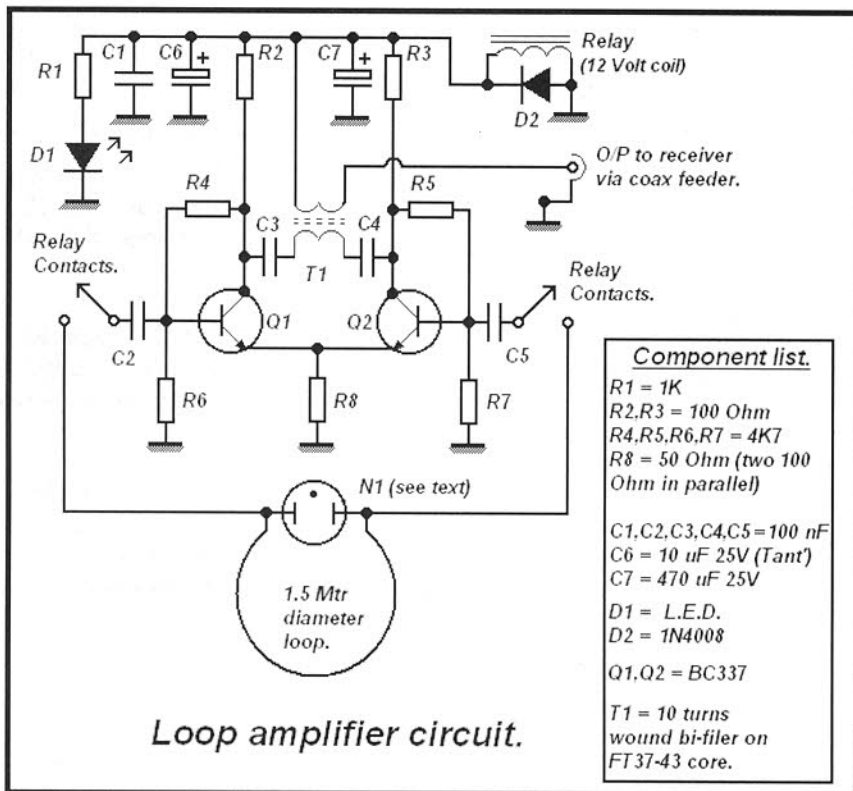 R1
C1
C6
+
R2
C7
+
R3
Relay
(12 Volt coil)
D2
D1
O/P to receiver
via coax feeder.
R4
R5
C3
C4
T1
Relay
Contacts.
Relay
Contacts.
Q1
Q2
C2
C5
R6
R8
R7
N1 (see text)
1.5 Mtr
diameter
loop.
Loop amplifier circuit.
Component list.
R1 = 1K
R2,R3 = 100 Ohm
R4,R5,R6,R7 = 4K7
R8 = 50 Ohm (two 100
Ohm in parallel)
C1,C2,C3,C4,C5=100 nF
C6 = 10 uF 25V (Tant')
C7 = 470 uF 25V
D1 = L.E.D.
D2 = 1N4008
Q1,Q2 = BC337
T1 = 10 turns
wound bi-filer on
FT37-43 core.